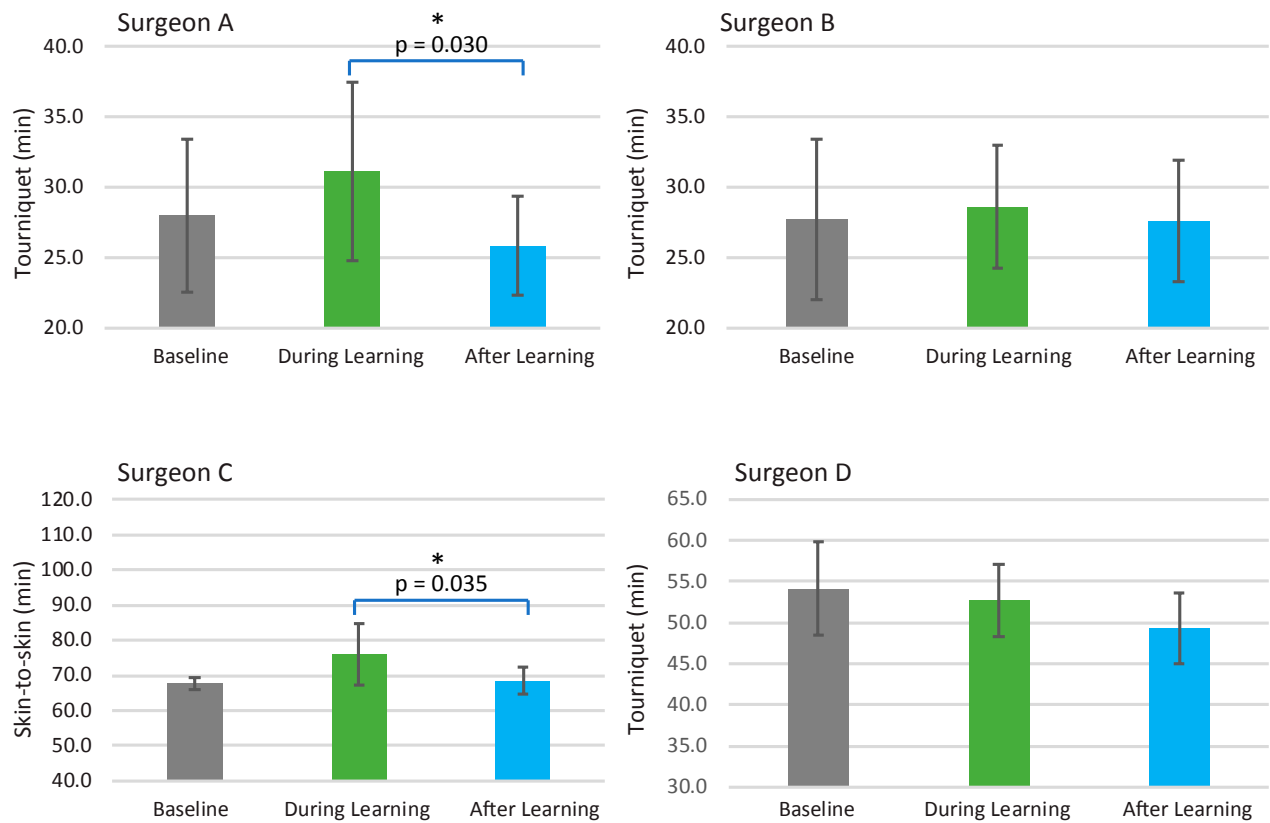 Surgeon A
*
p = 0.030
40.0
35.0
30.0
25.0
20.0
Tourniquet (min)
Baseline
During Learning
After Learning
Surgeon B
40.0
35.0
30.0
25.0
20.0
Tourniquet (min)
Baseline
During Learning
After Learning
Surgeon C
*
p = 0.035
120.0
110.0
100.0
90.0
80.0
70.0
60.0
50.0
40.0
Skin-to-skin (min)
Baseline
During Learning
After Learning
Surgeon D
65.0
60.0
55.0
50.0
45.0
40.0
35.0
30.0
Tourniquet (min)
Baseline
During Learning
After Learning